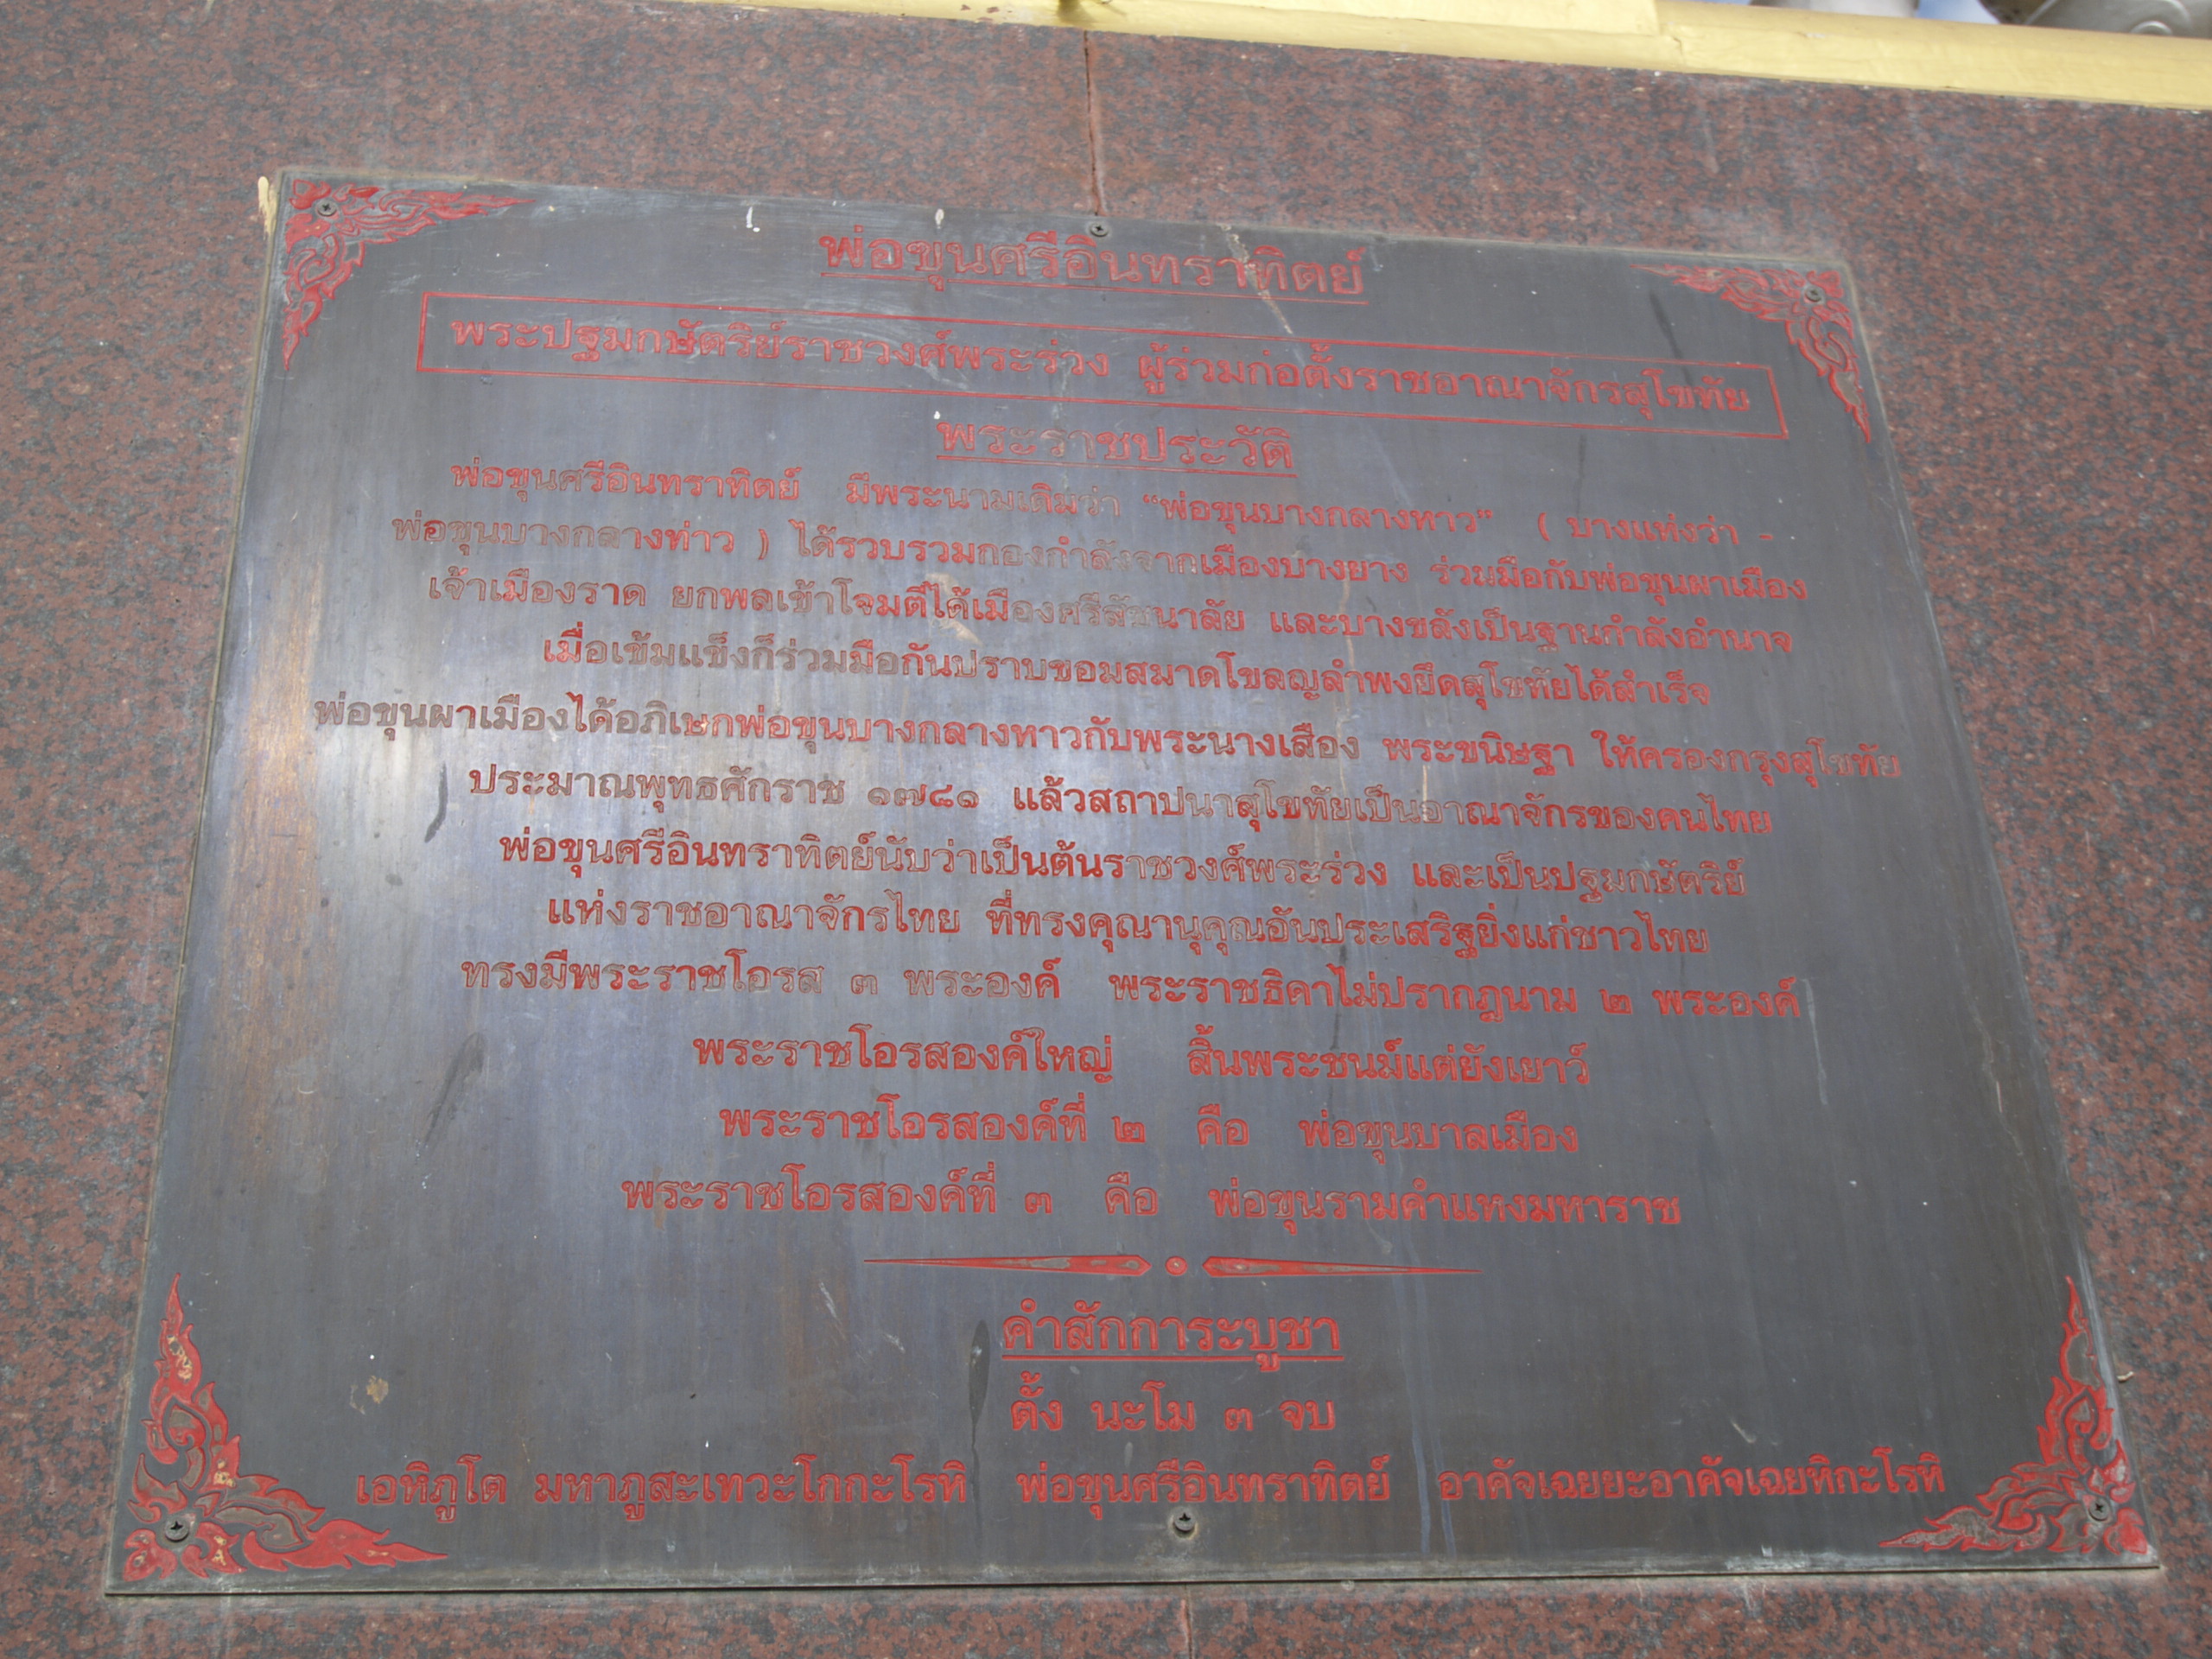 พ่อขุนศรีอินทราทิตย์
พระปฐมกษัตริย์ราชวงศ์พระร่วง ผู้ร่วมก่อตั้งราชอาณาจักรสุโขทัย
พระราชประวัติ
พ่อขุนศรีอินทราทิตย์ มีพระนามเดิมว่า “พ่อขุนบางกลางหาว” ( บางแห่งว่า -
พ่อขุนบางกลางท่าว ) ได้รวบรวมกองกำลังจากเมืองบางยาง ร่วมมือกับพ่อขุนผาเมือง
เจ้าเมืองราด ยกพลเข้าโจมตีได้เมืองศรีสัชนาลัย และบางขลังเป็นฐานกำลังอำนาจ
เมื่อเข้มแข็งก็ร่วมมือกันปราบขอมสมาดโขลญลำพงยึดสุโขทัยได้สำเร็จ
พ่อขุนผาเมืองได้อภิเษกพ่อขุนบางกลางหาวกับพระนางเสือง พระขนิษฐา ให้ครองกรุงสุโขทัย
ประมาณพุทธศักราช ๑๗๘๑ แล้วสถาปนาสุโขทัยเป็นอาณาจักรของคนไทย
พ่อขุนศรีอินทราทิตย์นับว่าเป็นต้นราชวงศ์พระร่วง และเป็นปฐมกษัตริย์
แห่งราชอาณาจักรไทย ที่ทรงคุณานุคุณอันประเสริฐยิ่งแก่ชาวไทย
ทรงมีพระราชโอรส ๓ พระองค์ พระราชธิดาไม่ปรากฎนาม ๒ พระองค์
พระราชโอรสองค์ใหญ่ สิ้นพระชนม์แต่ยังเยาว์
พระราชโอรสองค์ที่ ๒ คือ พ่อขุนบาลเมือง
พระราชโอรสองค์ที่ ๓ คือ พ่อขุนรามคำแหงมหาราช
คำสักการะบูชา
ตั้ง นะโม ๓ จบ
เอหิภูโต มหาภูสะเทวะโกกะโรหิ พ่อขุนศรีอินทราทิตย์ อาคัจเฉยยะอาคัจเฉยทิกะโรหิ